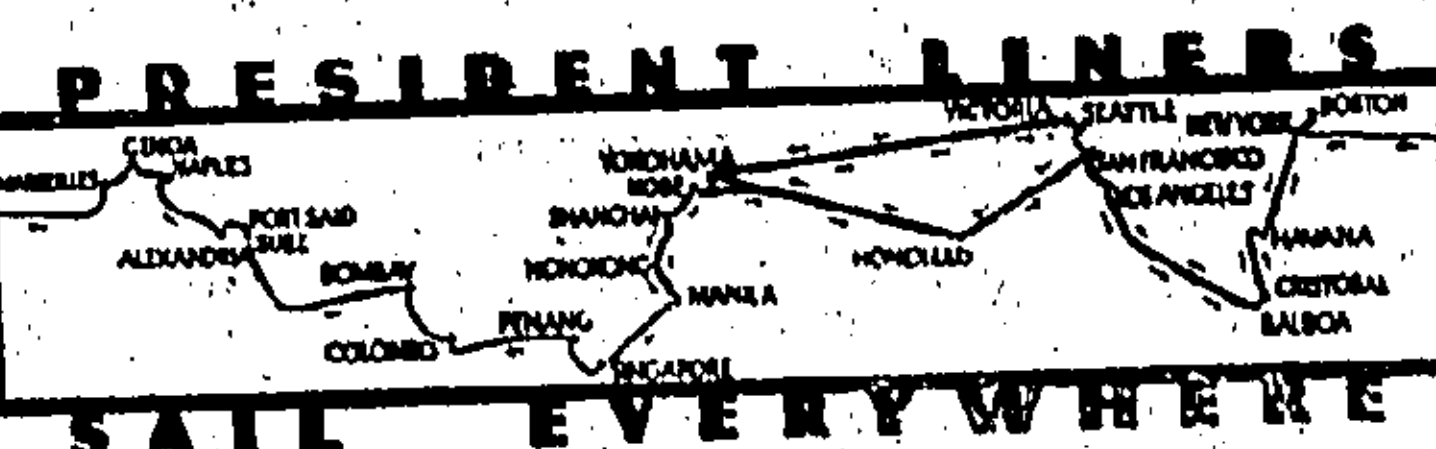 PRESIDENT LINERS
VICTORIA SEATTLE NEW YORK BOSTON
GENOA YOKOHAMA SAN FRANCISCO
MARSEILLES NAPLES KOBE LOS ANGELES
PORT SAID SHANGHAI
ALEXANDRIA SUEZ HONOLULU HAVANA
BOMBAY HONGKONG
MANILA CRISTOBAL
PENANG BALBOA
COLOMBO SINGAPORE
SAIL EVERYWHERE